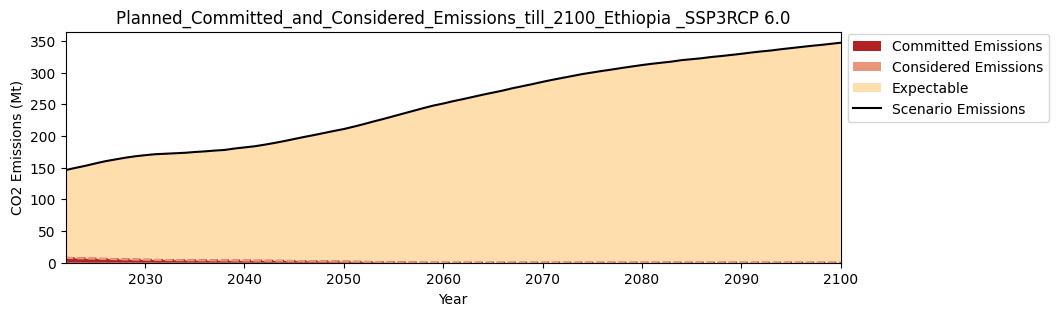 Planned_Committed_and_Considered_Emissions_till_2100_Ethiopia _SSP3RCP 6.0
350
300
250
200
150
100
50
0
CO2 Emissions (Mt)
2030
2040
2050
2060
2070
2080
2090
2100
Year
Committed Emissions
Considered Emissions
Expectable
Scenario Emissions